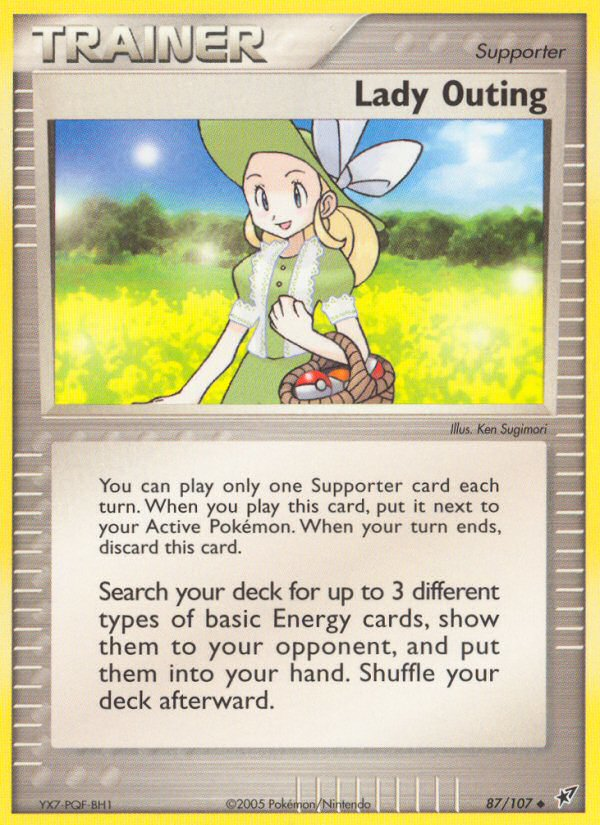 TRAINER
Supporter
Lady Outing
Illus. Ken Sugimori
You can play only one Supporter card each
turn. When you play this card, put it next to
your Active Pokémon. When your turn ends,
discard this card.
Search your deck for up to 3 different
types of basic Energy cards, show
them to your opponent, and put
them into your hand. Shuffle your
deck afterward.
YX7-PQF-BH1
©2005 Pokémon/Nintendo
87/107